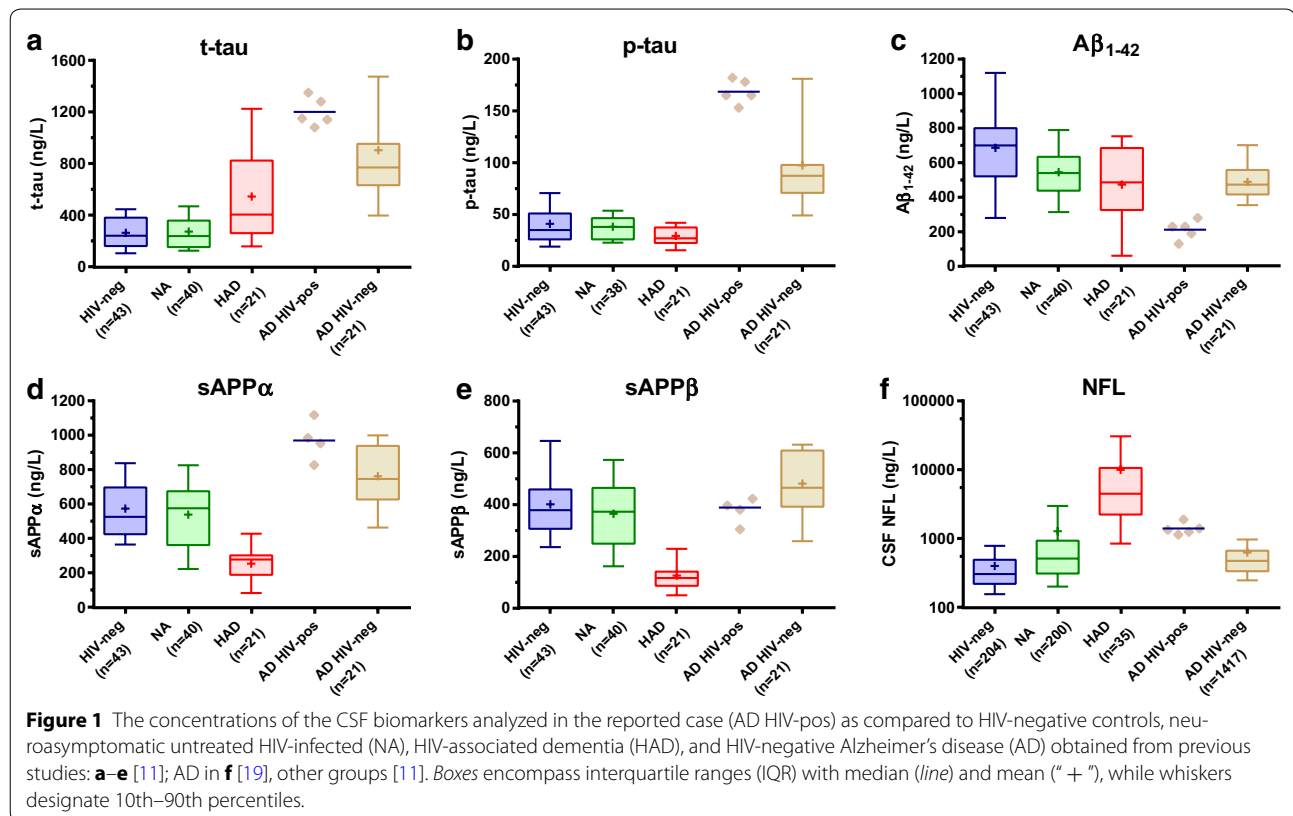 a t-tau
1600
1200
800
400
0
t-tau (ng/L)
HIV-neg (n=43)
NA (n=40)
HAD (n=21)
AD HIV-pos
AD HIV-neg (n=21)
b p-tau
200
150
100
50
0
p-tau (ng/L)
HIV-neg (n=43)
NA (n=38)
HAD (n=21)
AD HIV-pos
AD HIV-neg (n=21)
c Aβ1-42
1200
1000
800
600
400
200
0
Aβ1-42 (ng/L)
HIV-neg (n=43)
NA (n=40)
HAD (n=21)
AD HIV-pos
AD HIV-neg (n=21)
d sAPPα
1200
1000
800
600
400
200
0
sAPPα (ng/L)
HIV-neg (n=43)
NA (n=40)
HAD (n=21)
AD HIV-pos
AD HIV-neg (n=21)
e sAPPβ
800
600
400
200
0
sAPPβ (ng/L)
HIV-neg (n=43)
NA (n=40)
HAD (n=21)
AD HIV-pos
AD HIV-neg (n=21)
f NFL
100000
10000
1000
100
CSF NFL (ng/L)
HIV-neg (n=204)
NA (n=200)
HAD (n=35)
AD HIV-pos
AD HIV-neg (n=1417)
Figure 1 The concentrations of the CSF biomarkers analyzed in the reported case (AD HIV-pos) as compared to HIV-negative controls, neu-
roasymptomatic untreated HIV-infected (NA), HIV-associated dementia (HAD), and HIV-negative Alzheimer's disease (AD) obtained from previous
studies: a–e [11]; AD in f [19], other groups [11]. Boxes encompass interquartile ranges (IQR) with median (line) and mean (“ + ”), while whiskers
designate 10th–90th percentiles.